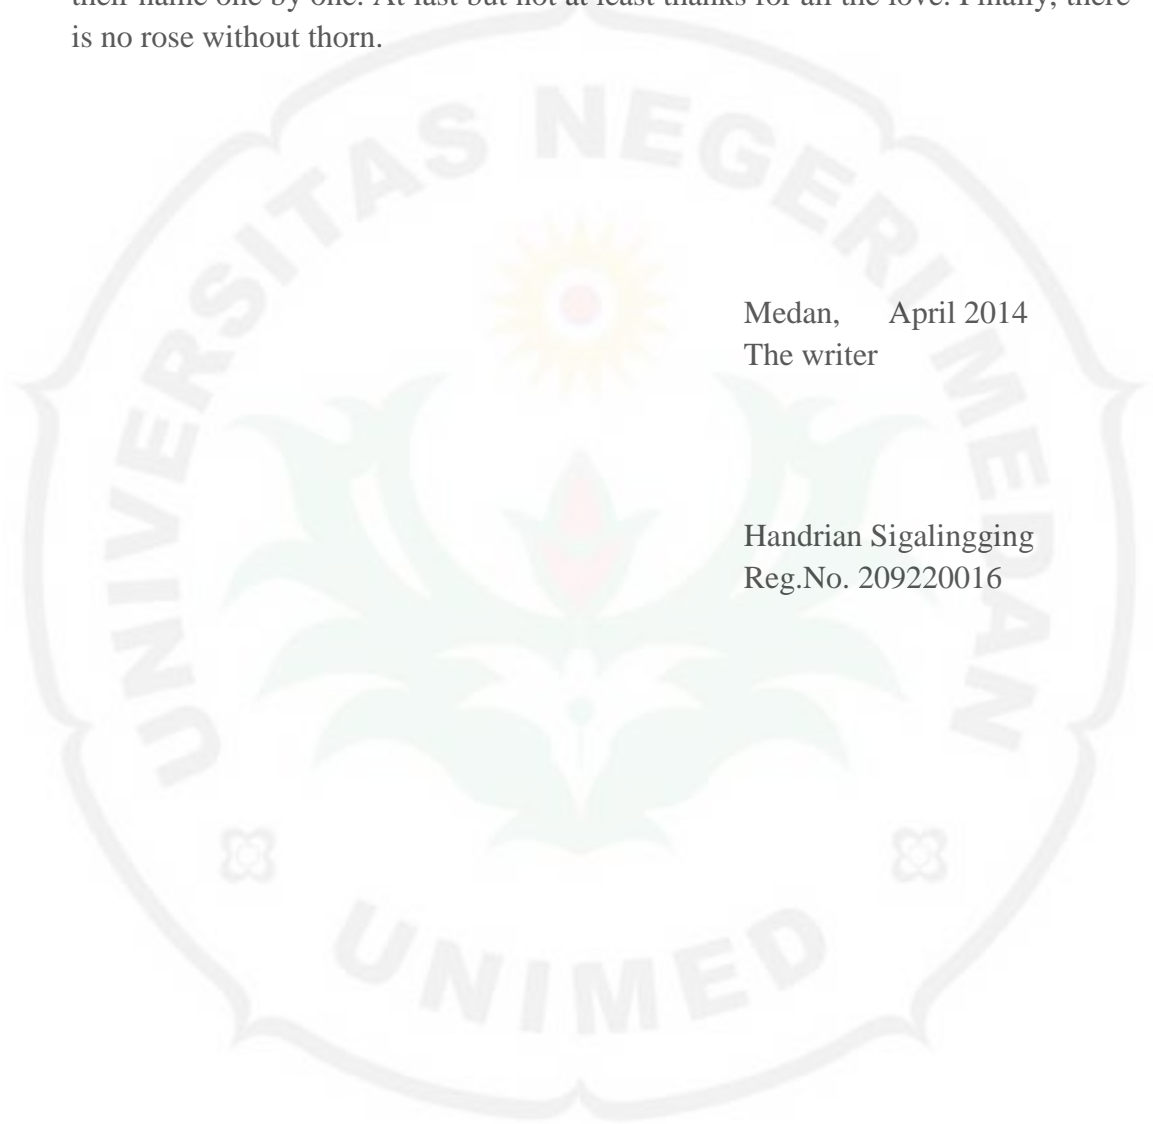 their name one by one. At last but not at least thanks for all the love. Finally, there
is no rose without thorn.
UNIVERSITAS NEGERI MEDAN
Medan, April 2014
The writer
Handrian Sigalingging
Reg.No. 209220016
UNIMED